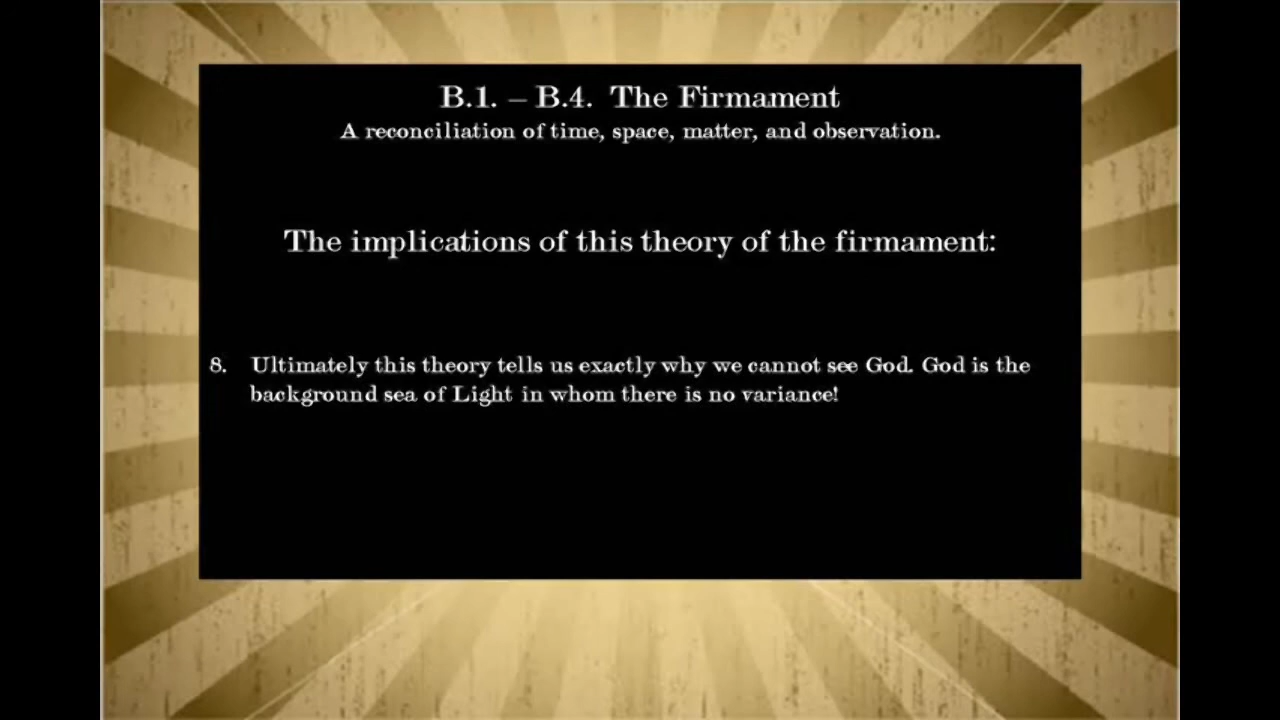 B.1. – B.4. The Firmament
A reconciliation of time, space, matter, and observation.
The implications of this theory of the firmament:
8. Ultimately this theory tells us exactly why we cannot see God. God is the
background sea of Light in whom there is no variance!